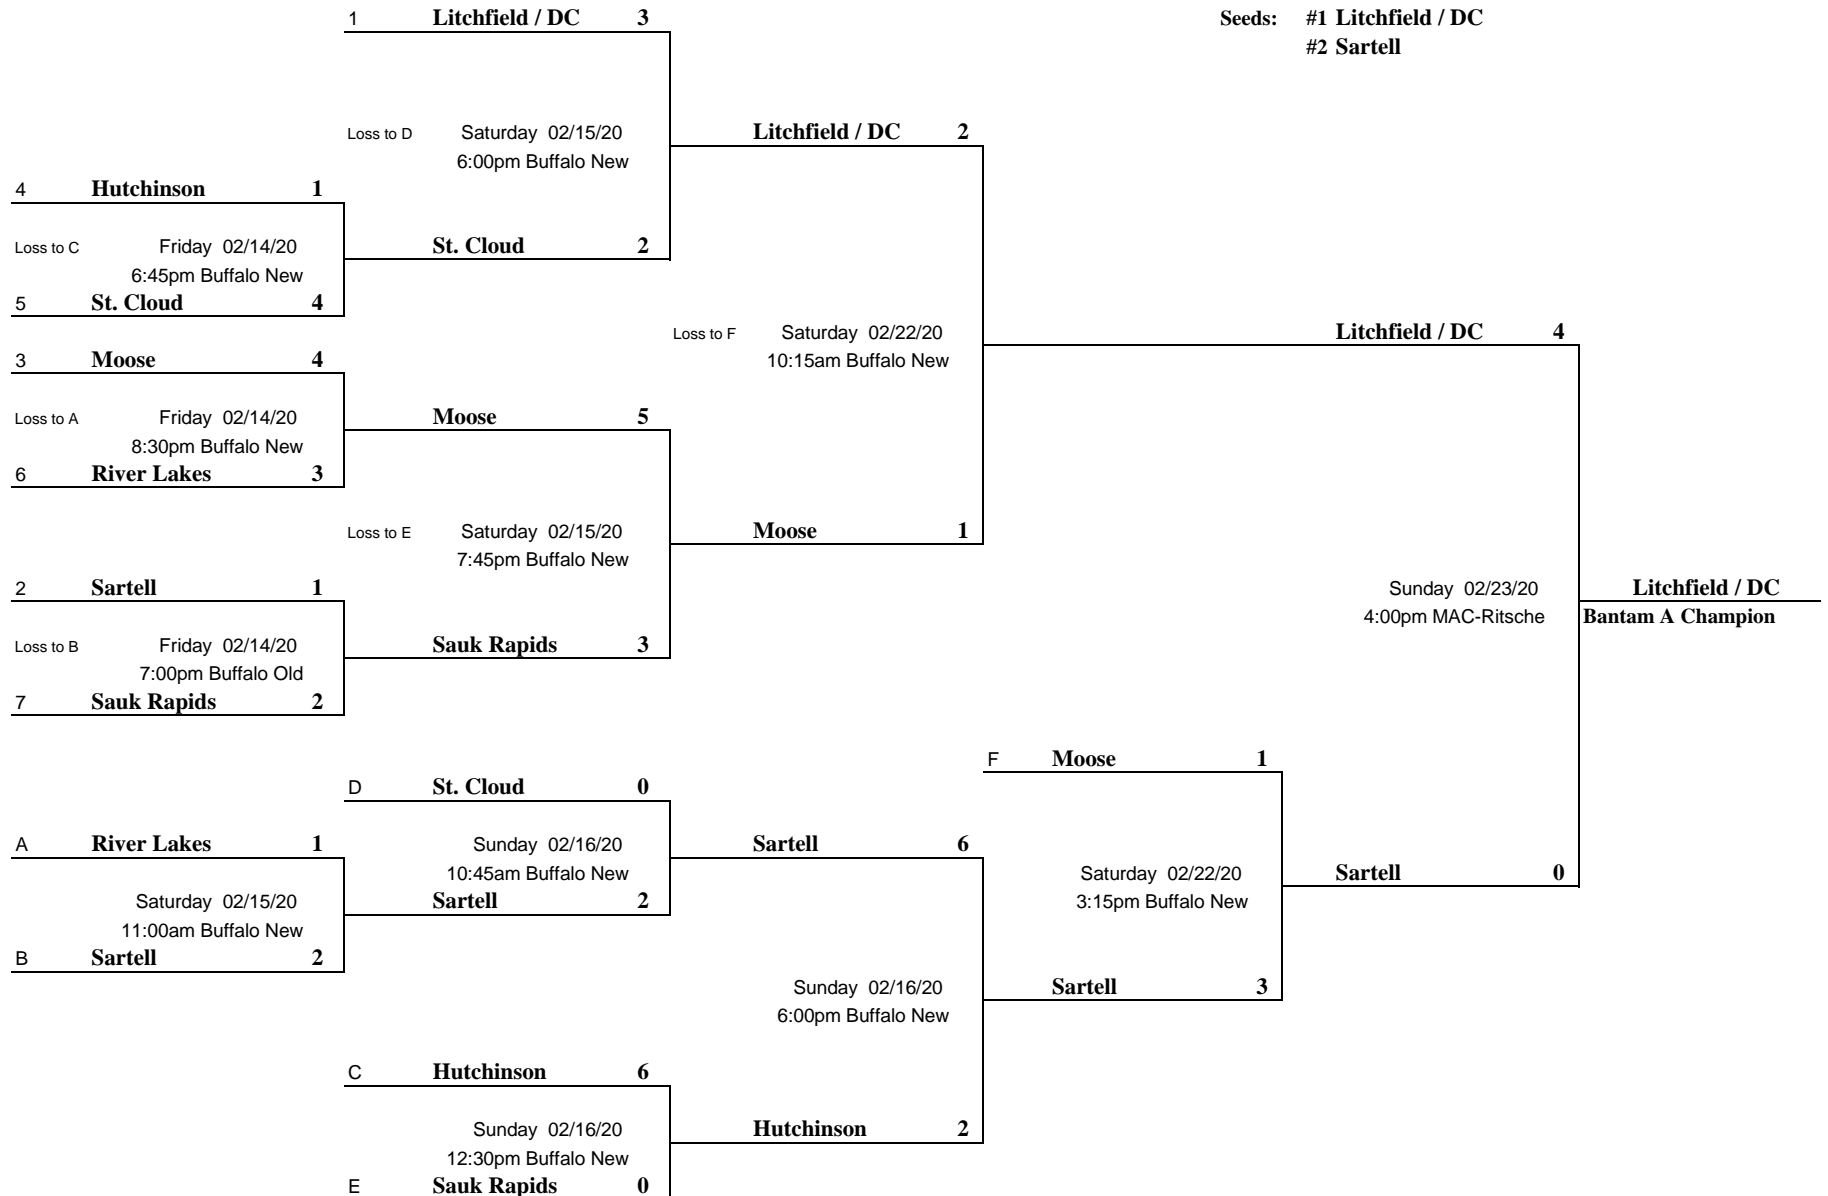 1 Litchfield / DC 3 Seeds: #1 Litchfield / DC
#2 Sartell
Loss to D Saturday 02/15/20 Litchfield / DC 2
6:00pm Buffalo New
4 Hutchinson 1
Loss to C Friday 02/14/20 St. Cloud 2
6:45pm Buffalo New
5 St. Cloud 4
Loss to F Saturday 02/22/20 Litchfield / DC 4
3 Moose 4 10:15am Buffalo New
Loss to A Friday 02/14/20 Moose 5
8:30pm Buffalo New
6 River Lakes 3
Loss to E Saturday 02/15/20 Moose 1
7:45pm Buffalo New
2 Sartell 1 Sunday 02/23/20 Litchfield / DC
4:00pm MAC-Ritsche Bantam A Champion
Loss to B Friday 02/14/20 Sauk Rapids 3
7:00pm Buffalo Old
7 Sauk Rapids 2
F Moose 1
D St. Cloud 0
A River Lakes 1 Sunday 02/16/20 Sartell 6
10:45am Buffalo New Saturday 02/22/20 Sartell 0
Saturday 02/15/20 Sartell 2 3:15pm Buffalo New
11:00am Buffalo New
B Sartell 2
Sunday 02/16/20 Sartell 3
6:00pm Buffalo New
C Hutchinson 6
Sunday 02/16/20 Hutchinson 2
12:30pm Buffalo New
E Sauk Rapids 0